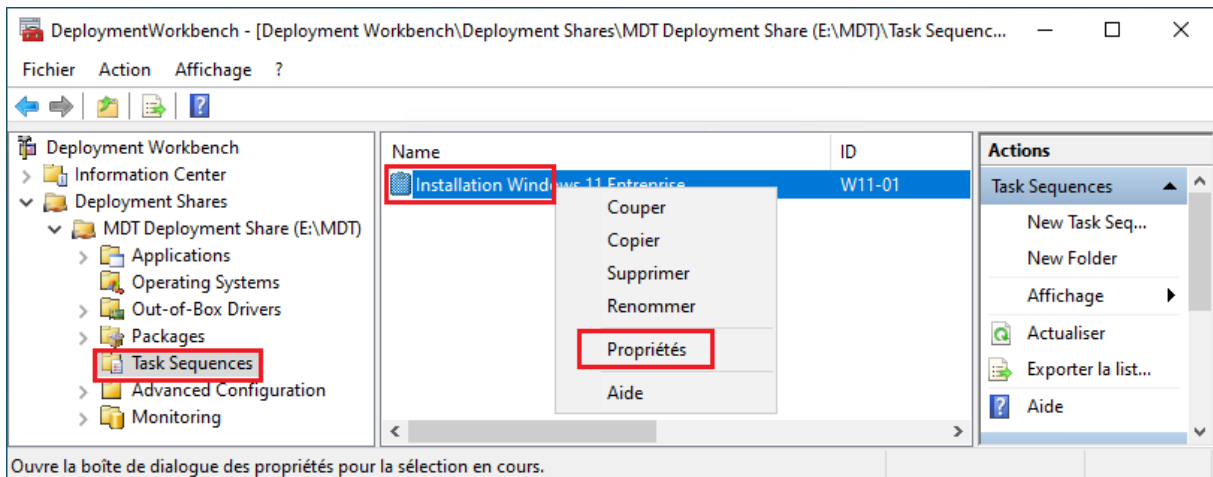 DeploymentWorkbench - [Deployment Workbench\Deployment Shares\MDT Deployment Share (E:\MDT)\Task Sequenc...
Fichier Action Affichage ?
Deployment Workbench
Information Center
Deployment Shares
MDT Deployment Share (E:\MDT)
Applications
Operating Systems
Out-of-Box Drivers
Packages
Task Sequences
Advanced Configuration
Monitoring
Name ID
Installation Windows 11 Entreprise W11-01
Couper
Copier
Supprimer
Renommer
Propriétés
Aide
Actions
Task Sequences
New Task Seq...
New Folder
Affichage
Actualiser
Exporter la list...
Aide
Ouvre la boîte de dialogue des propriétés pour la sélection en cours.